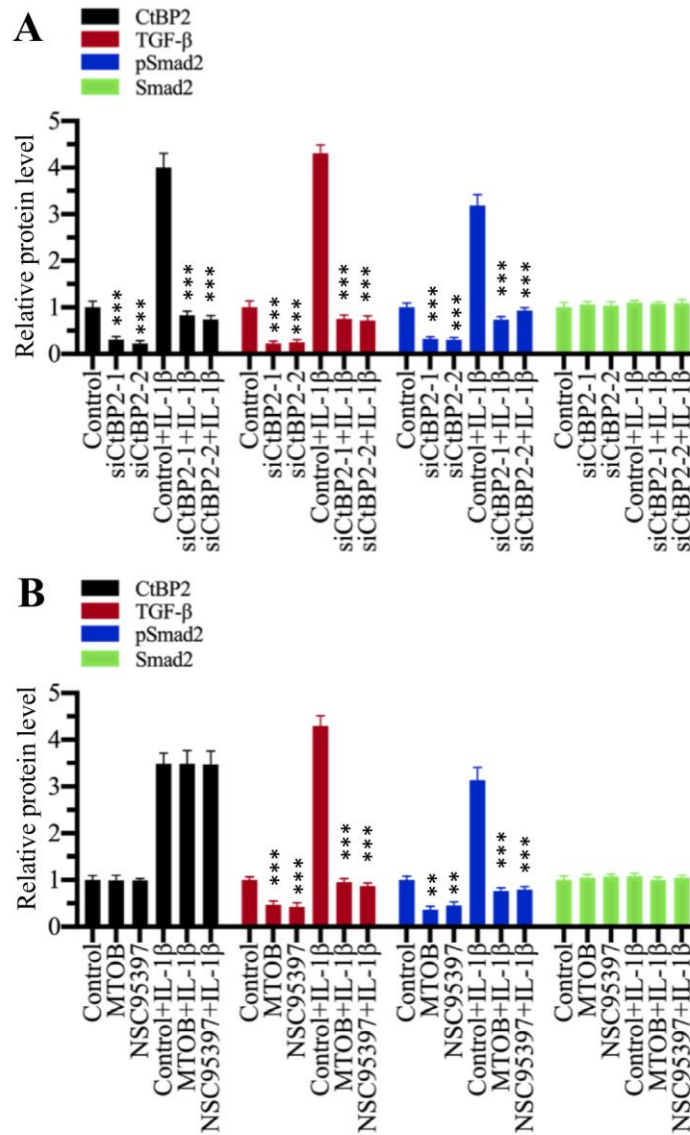 A
CtBP2
TGF-β
pSmad2
Smad2
Relative protein level
5
4
3
2
1
0
***
***
***
***
***
***
***
***
***
***
***
***
Control
siCtBP2-1
siCtBP2-2
Control+IL-1β
siCtBP2-1+IL-1β
siCtBP2-2+IL-1β
Control
siCtBP2-1
siCtBP2-2
Control+IL-1β
siCtBP2-1+IL-1β
siCtBP2-2+IL-1β
Control
siCtBP2-1
siCtBP2-2
Control+IL-1β
siCtBP2-1+IL-1β
siCtBP2-2+IL-1β
Control
siCtBP2-1
siCtBP2-2
Control+IL-1β
siCtBP2-1+IL-1β
siCtBP2-2+IL-1β
B
CtBP2
TGF-β
pSmad2
Smad2
Relative protein level
5
4
3
2
1
0
***
***
***
***
**
**
***
***
Control
MTOB
NSC95397
Control+IL-1β
MTOB+IL-1β
NSC95397+IL-1β
Control
MTOB
NSC95397
Control+IL-1β
MTOB+IL-1β
NSC95397+IL-1β
Control
MTOB
NSC95397
Control+IL-1β
MTOB+IL-1β
NSC95397+IL-1β
Control
MTOB
NSC95397
Control+IL-1β
MTOB+IL-1β
NSC95397+IL-1β